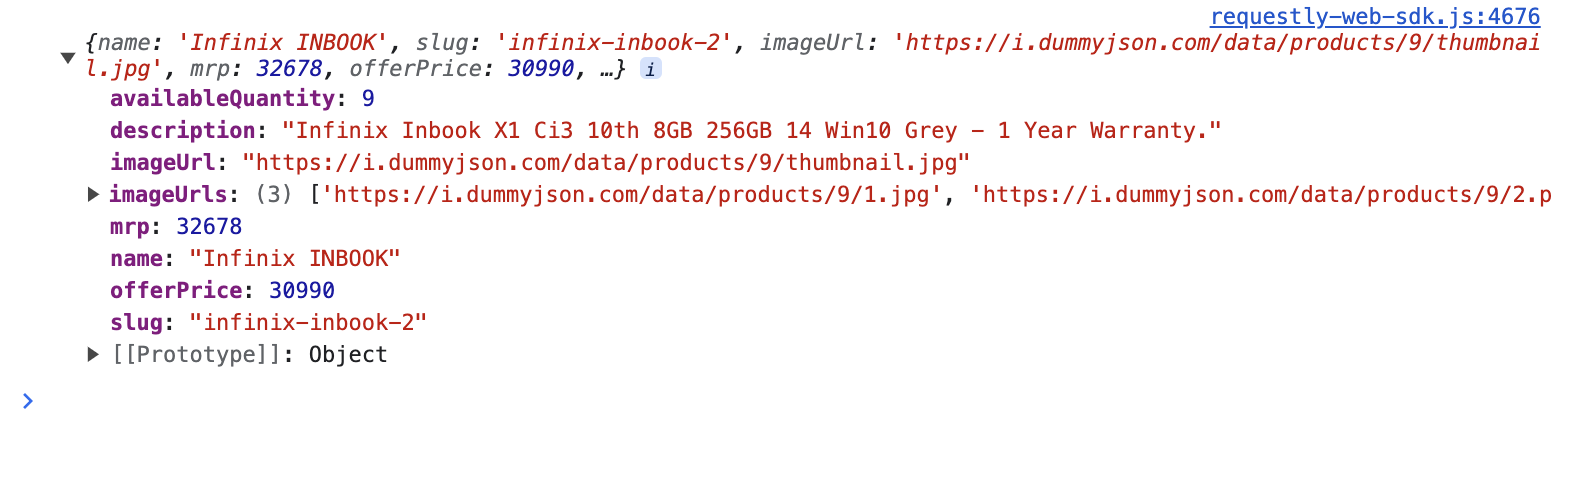 requestly-web-sdk.js:4676
{name: 'Infinix INBOOK', slug: 'infinix-inbook-2', imageUrl: 'https://i.dummyjson.com/data/products/9/thumbnai
l.jpg', mrp: 32678, offerPrice: 30990, …} i
availableQuantity: 9
description: "Infinix Inbook X1 Ci3 10th 8GB 256GB 14 Win10 Grey – 1 Year Warranty."
imageUrl: "https://i.dummyjson.com/data/products/9/thumbnail.jpg"
imageUrls: (3) ['https://i.dummyjson.com/data/products/9/1.jpg', 'https://i.dummyjson.com/data/products/9/2.p
mrp: 32678
name: "Infinix INBOOK"
offerPrice: 30990
slug: "infinix-inbook-2"
[[Prototype]]: Object